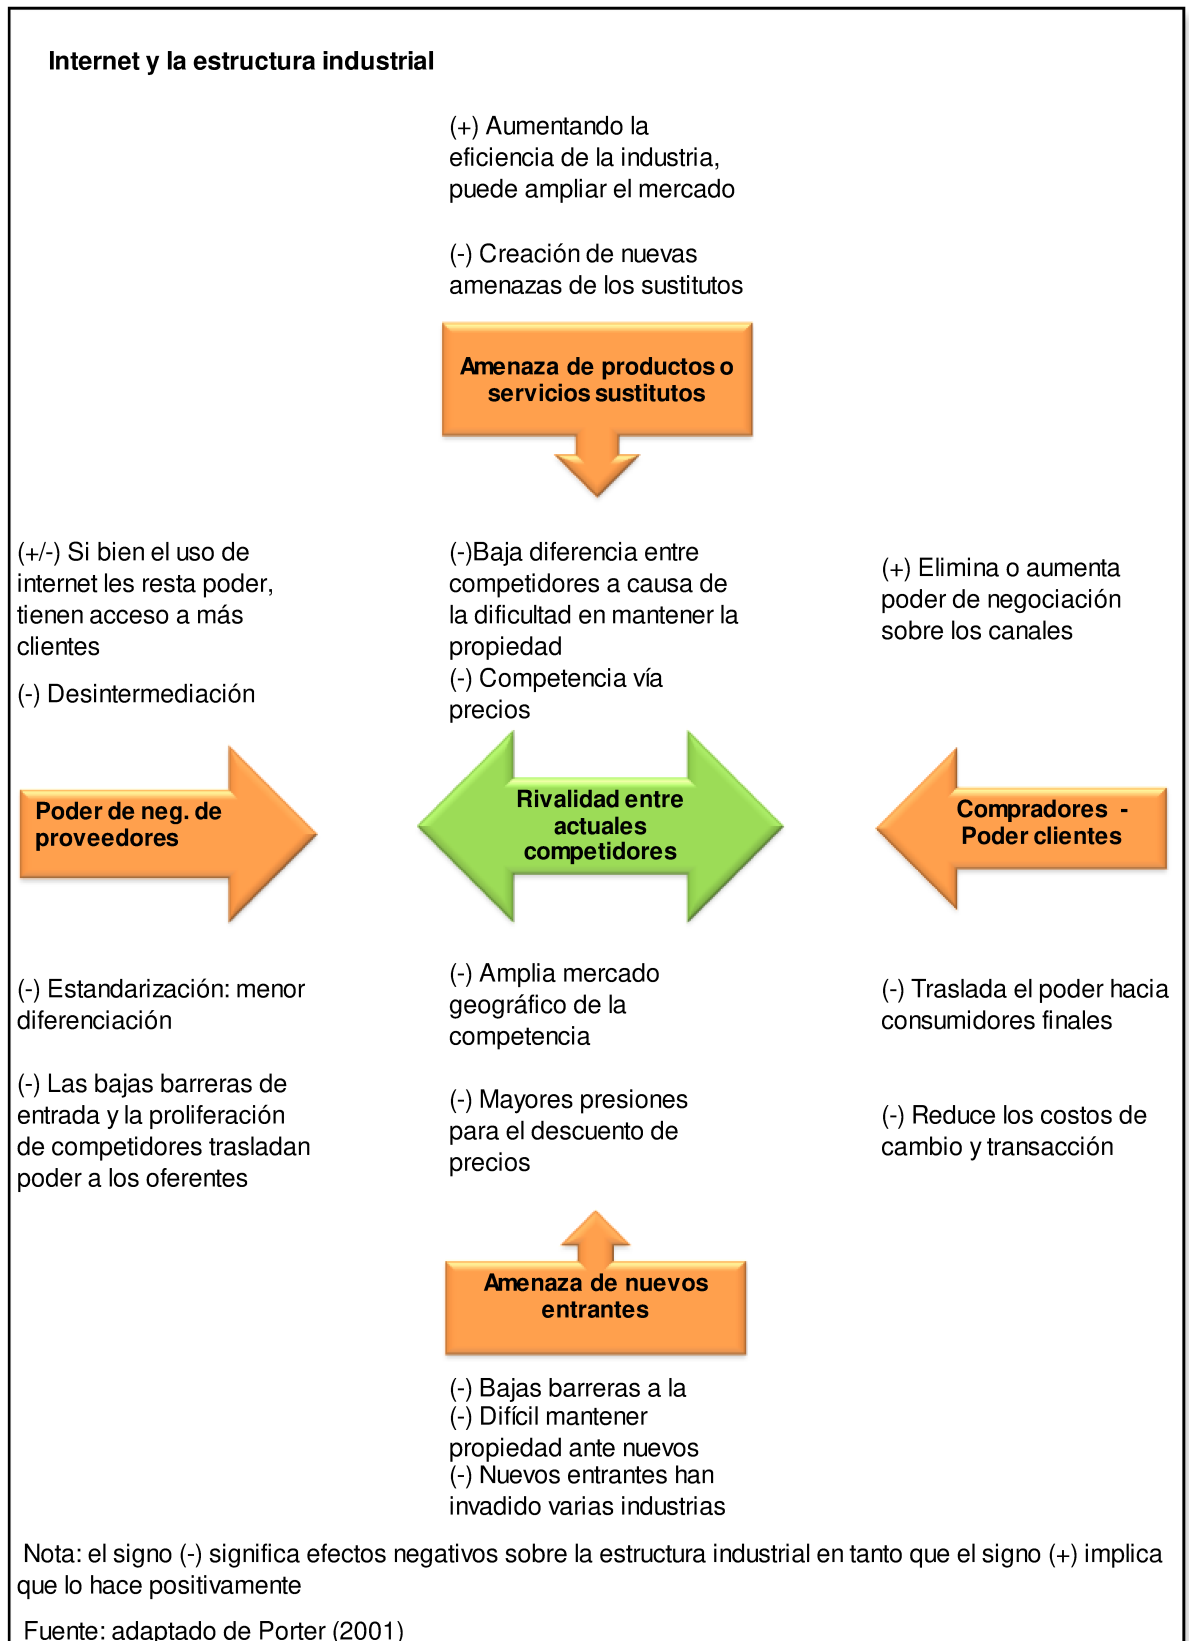 Internet y la estructura industrial
(+) Aumentando la
eficiencia de la industria,
puede ampliar el mercado
(-) Creación de nuevas
amenazas de los sustitutos
Amenaza de productos o
servicios sustitutos
(+/-) Si bien el uso de
internet les resta poder,
tienen acceso a más
clientes
(-) Desintermediación
(-)Baja diferencia entre
competidores a causa de
la dificultad en mantener la
propiedad
(-) Competencia vía
precios
(+) Elimina o aumenta
poder de negociación
sobre los canales
Poder de neg. de
proveedores
Rivalidad entre
actuales
competidores
Compradores -
Poder clientes
(-) Estandarización: menor
diferenciación
(-) Las bajas barreras de
entrada y la proliferación
de competidores trasladan
poder a los oferentes
(-) Amplia mercado
geográfico de la
competencia
(-) Mayores presiones
para el descuento de
precios
(-) Traslada el poder hacia
consumidores finales
(-) Reduce los costos de
cambio y transacción
Amenaza de nuevos
entrantes
(-) Bajas barreras a la
(-) Difícil mantener
propiedad ante nuevos
(-) Nuevos entrantes han
invadido varias industrias
Nota: el signo (-) significa efectos negativos sobre la estructura industrial en tanto que el signo (+) implica
que lo hace positivamente
Fuente: adaptado de Porter (2001)